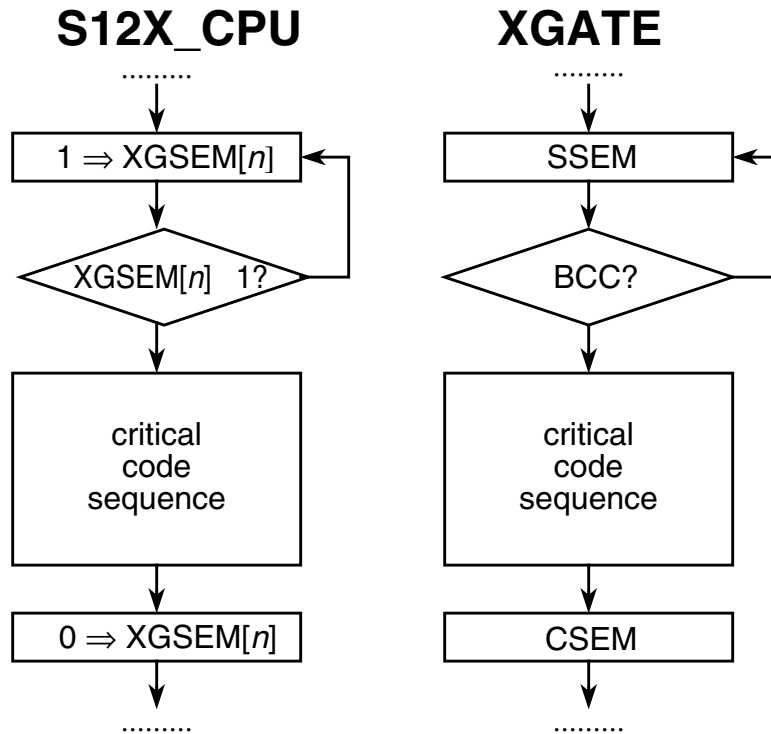 S12X_CPU
.........
1 ⇒ XGSEM[n]
XGSEM[n] 1?
critical
code
sequence
0 ⇒ XGSEM[n]
.........
XGATE
.........
SSEM
BCC?
critical
code
sequence
CSEM
.........